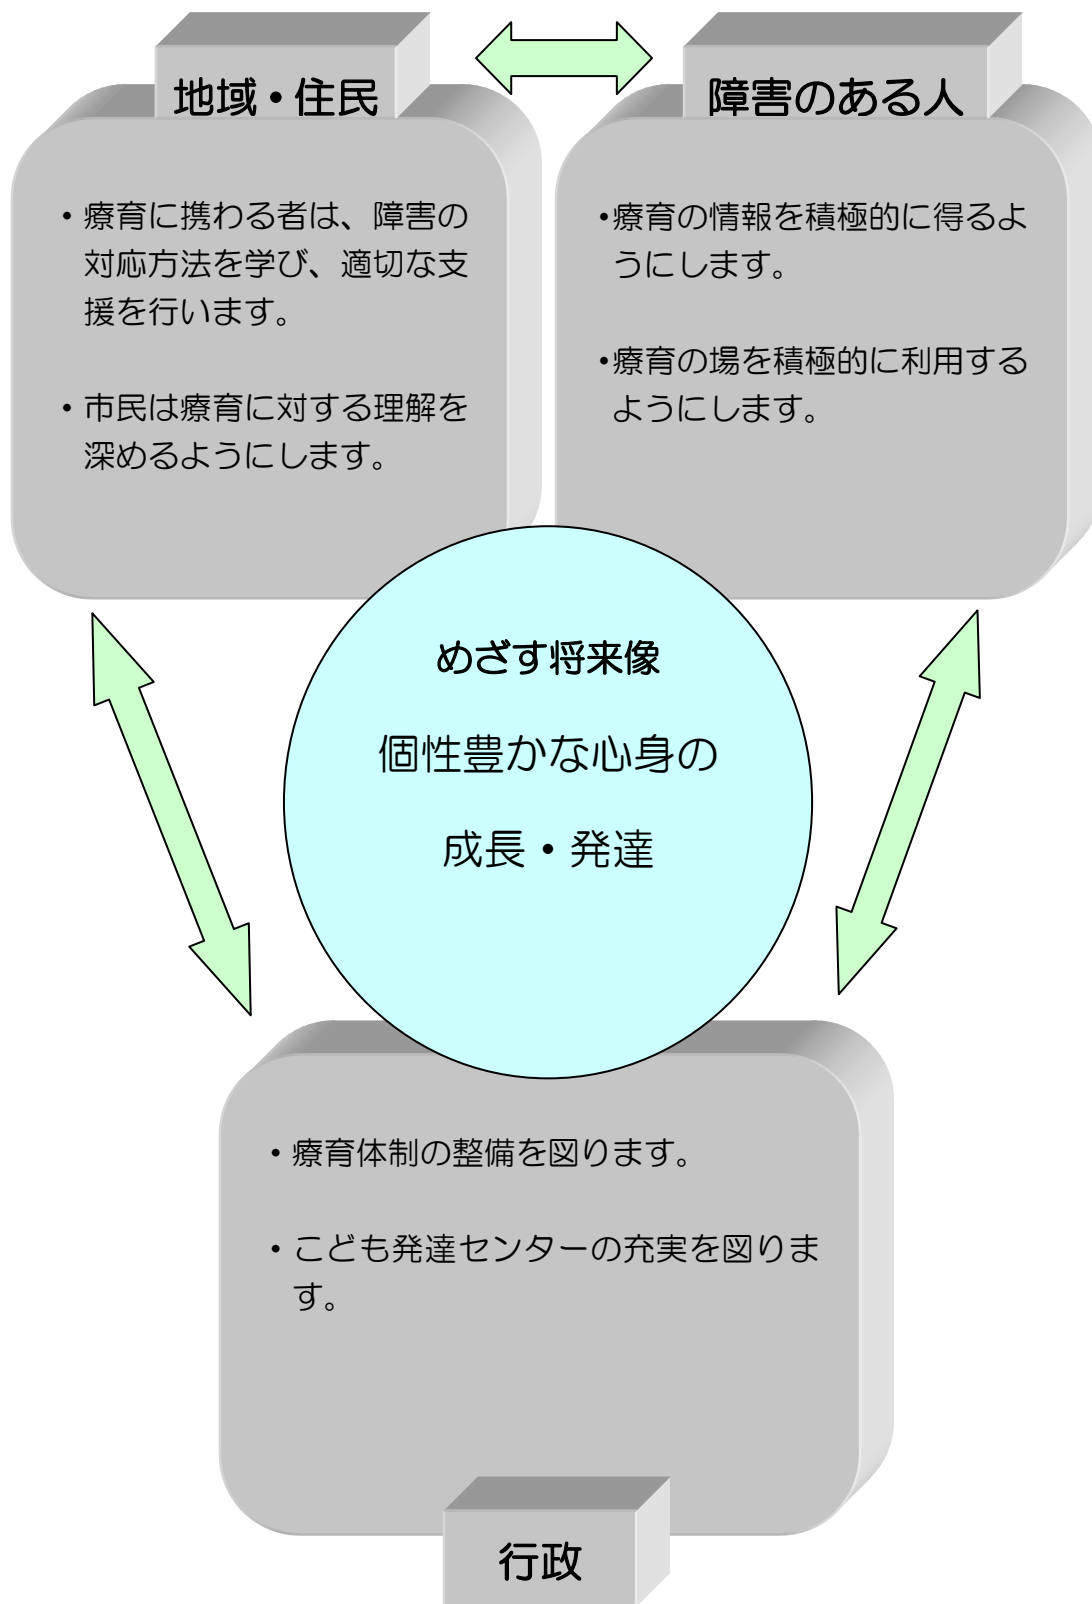 地域・住民
・療育に携わる者は、障害の
対応方法を学び、適切な支
援を行います。
・市民は療育に対する理解を
深めるようにします。
障害のある人
・療育の情報を積極的に得るよ
うにします。
・療育の場を積極的に利用する
ようにします。
めざす将来像
個性豊かな心身の
成長・発達
・療育体制の整備を図ります。
・こども発達センターの充実を図りま
す。
行政